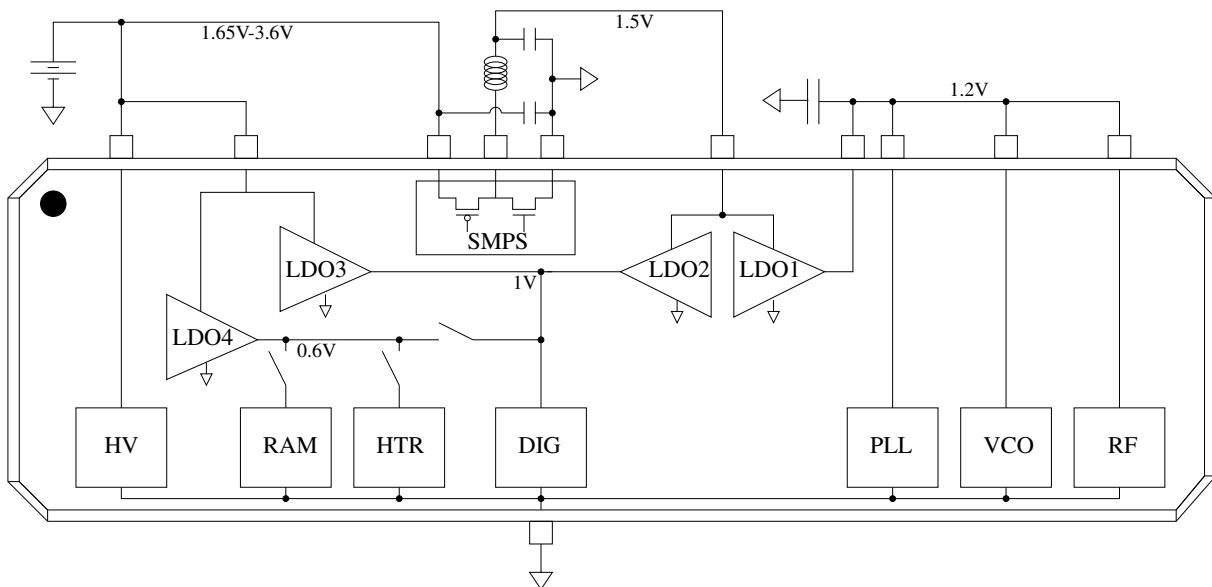 1.65V-3.6V
1.5V
1.2V
SMPS
LDO3
LDO2
LDO1
1V
LDO4
0.6V
HV
RAM
HTR
DIG
PLL
VCO
RF